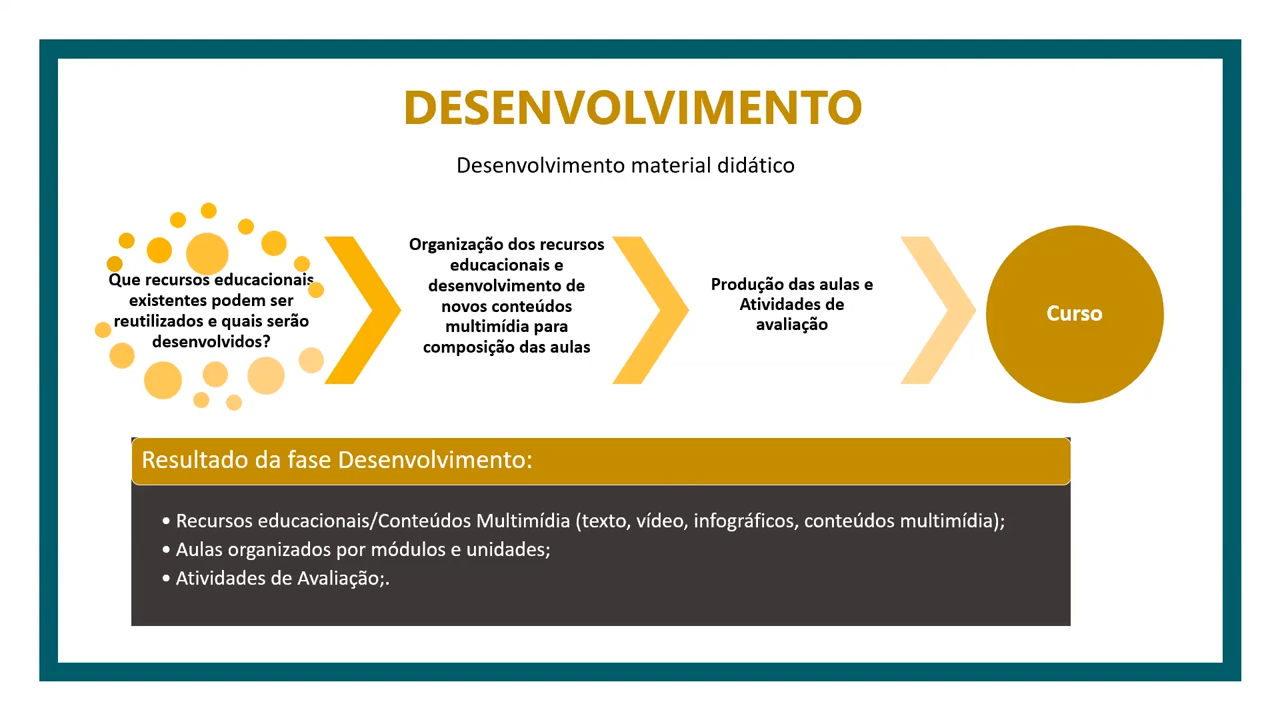 DESENVOLVIMENTO
Desenvolvimento material didático
Que recursos educacionais
existentes podem ser
reutilizados e quais serão
desenvolvidos?
Organização dos recursos
educacionais e
desenvolvimento de
novos conteúdos
multimídia para
composição das aulas
Produção das aulas e
Atividades de
avaliação
Curso
Resultado da fase Desenvolvimento:
• Recursos educacionais/Conteúdos Multimídia (texto, vídeo, infográficos, conteúdos multimídia);
• Aulas organizados por módulos e unidades;
• Atividades de Avaliação;.